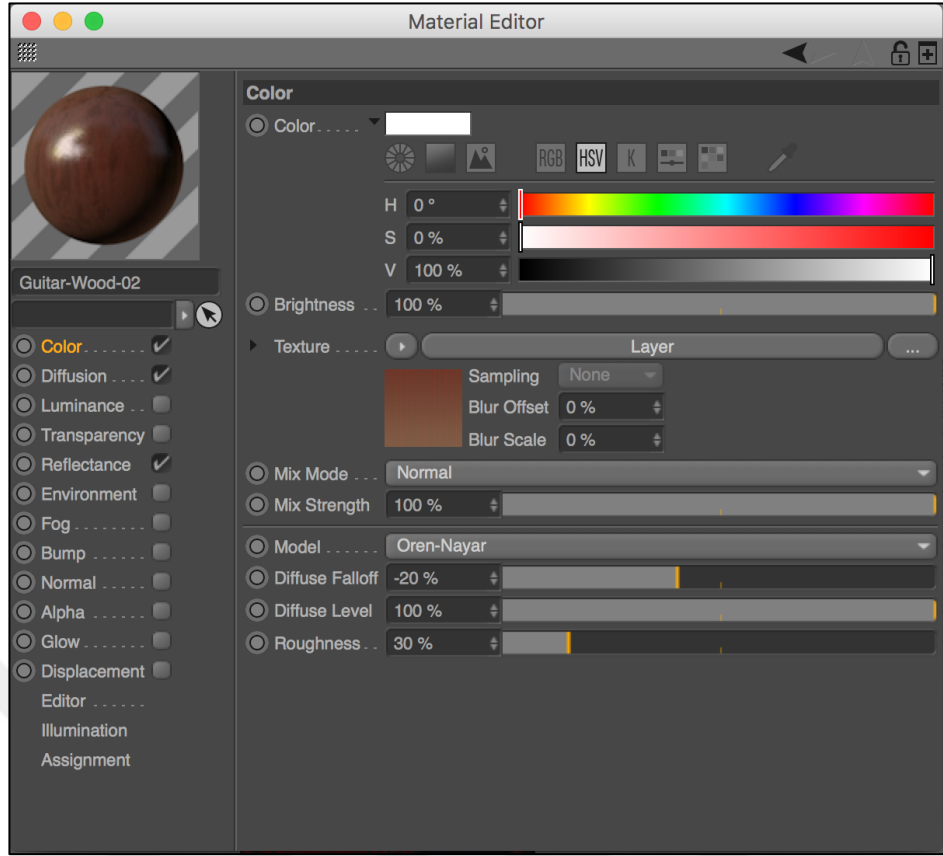 Material Editor
Color
Color. . . . .
RGB HSV K
H 0 °
S 0 %
V 100 %
Guitar-Wood-02
Brightness . . 100 %
Color. . . . . . .
Texture . . . . . Layer ...
Diffusion . . . .
Sampling None
Luminance . .
Blur Offset 0 %
Transparency
Blur Scale 0 %
Reflectance
Mix Mode . . . Normal
Environment
Mix Strength 100 %
Fog . . . . . . . .
Bump . . . . . .
Model . . . . . . Oren-Nayar
Normal . . . . .
Diffuse Falloff -20 %
Alpha . . . . . .
Diffuse Level 100 %
Glow . . . . . . .
Roughness . . 30 %
Displacement
Editor . . . . . .
Illumination
Assignment